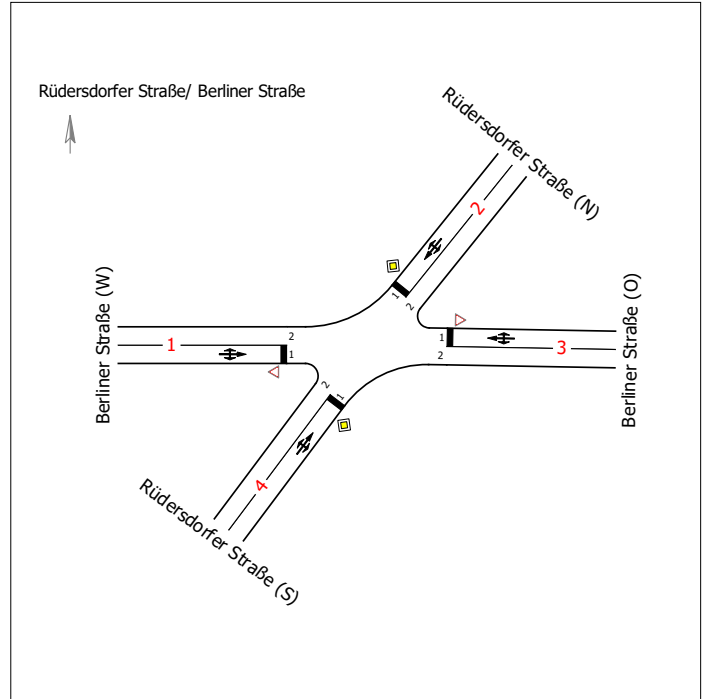 Rüdersdorfer Straße/ Berliner Straße
Rüdersdorfer Straße (N)
2
1
2
Berliner Straße (W)
1
2
1
Berliner Straße (O)
3
1
2
2
1
4
Rüdersdorfer Straße (S)